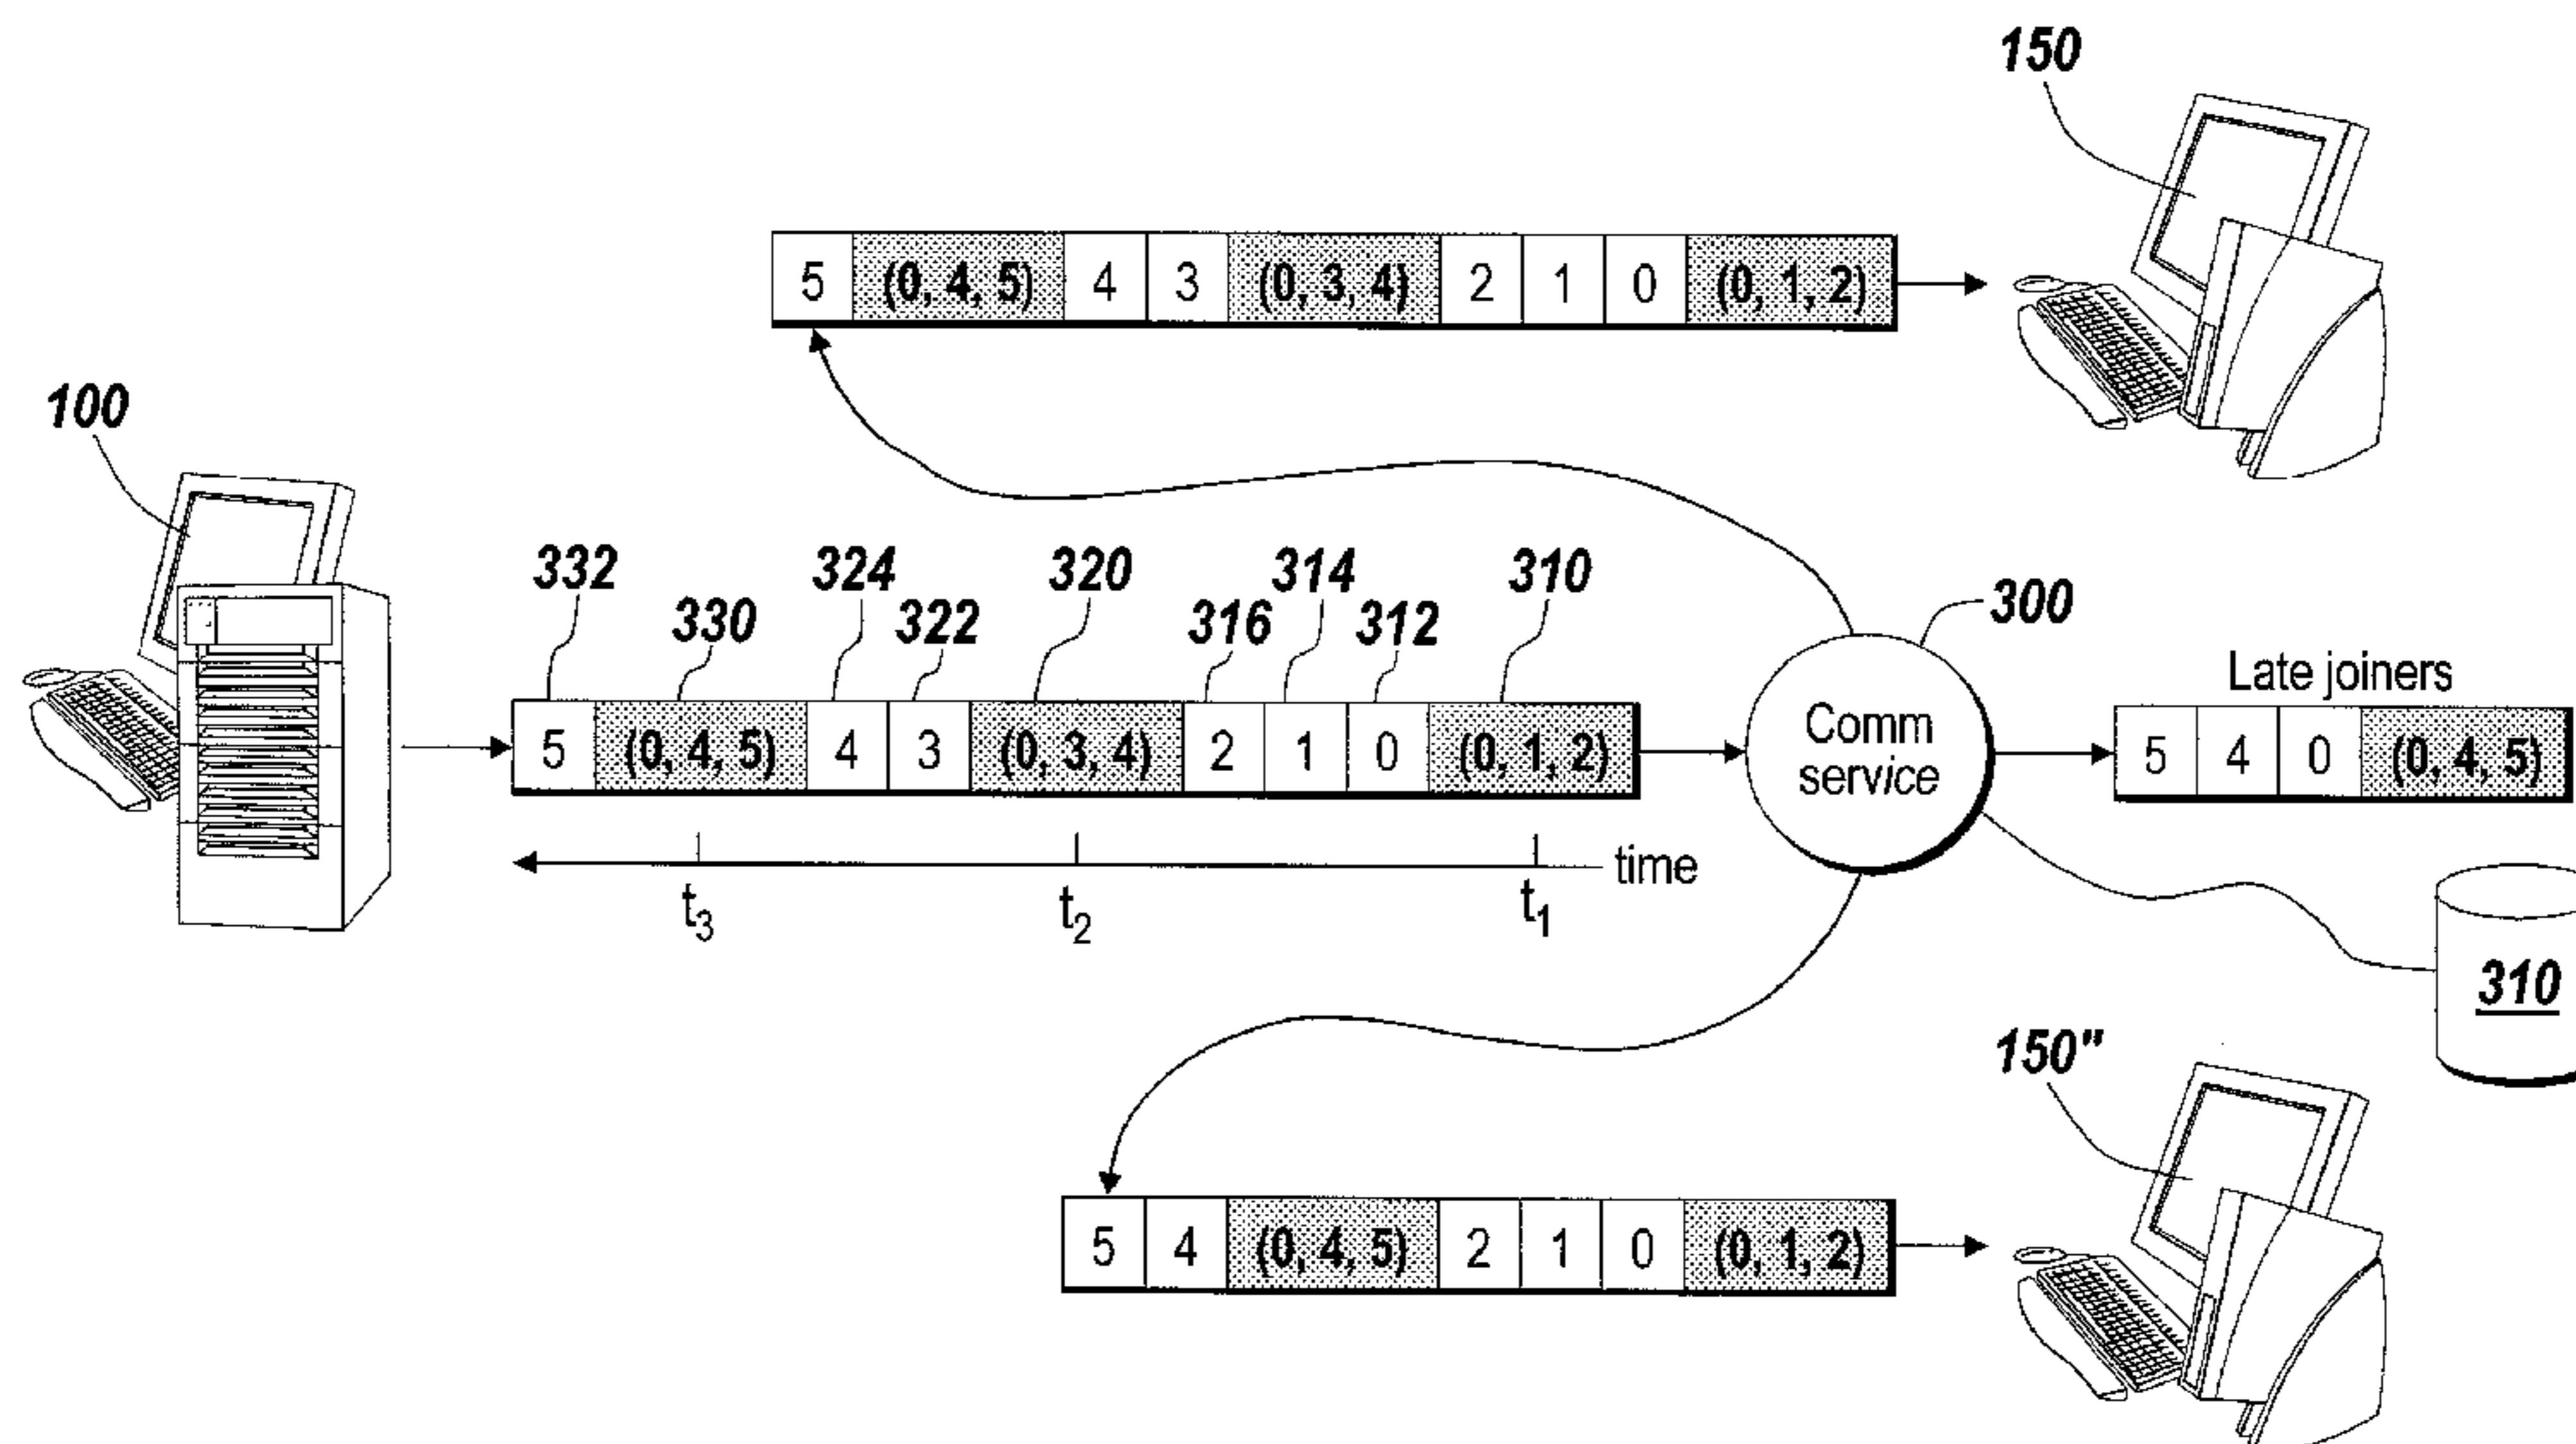 150
5 (0, 4, 5) 4 3 (0, 3, 4) 2 1 0 (0, 1, 2)
100
332 324 320 314 310
330 322 316 312
300
Late joiners
5 (0, 4, 5) 4 3 (0, 3, 4) 2 1 0 (0, 1, 2)
Comm
service
5 4 0 (0, 4, 5)
time
t3 t2 t1
310
150"
5 4 (0, 4, 5) 2 1 0 (0, 1, 2)